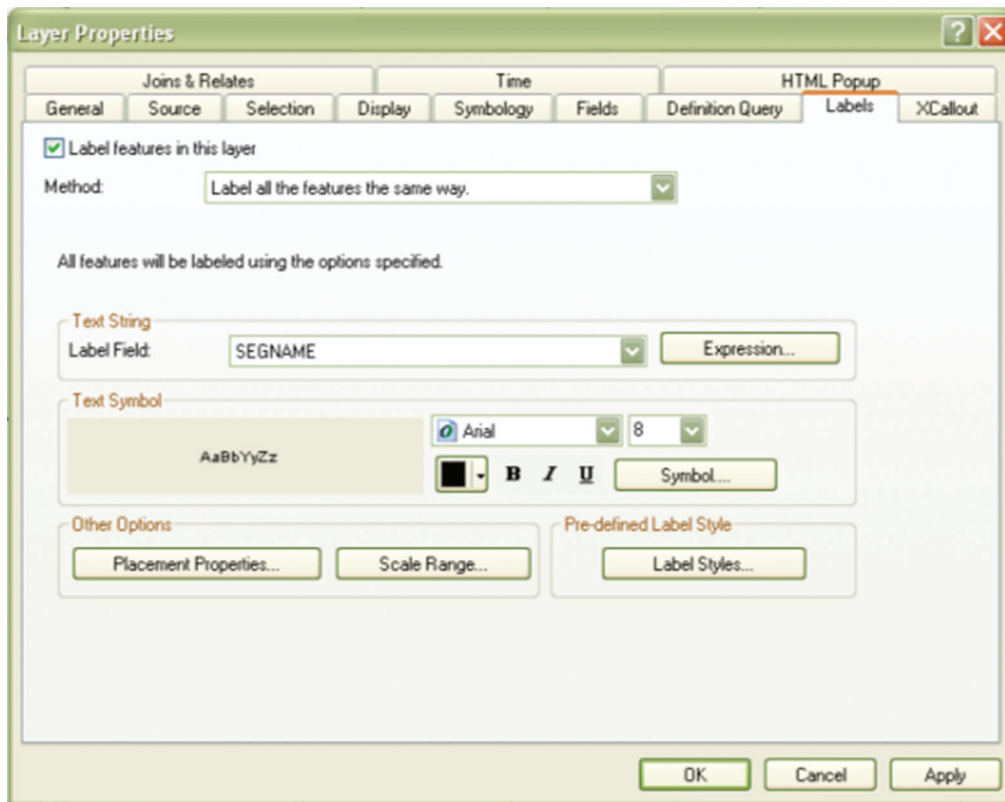 Layer Properties
Joins & Relates Time HTML Popup
General Source Selection Display Symbology Fields Definition Query Labels XCallout
Label features in this layer
Method: Label all the features the same way.
All features will be labeled using the options specified.
Text String
Label Field: SEGNAME Expression...
Text Symbol
AaBbYyZz
Arial 8
B I U Symbol...
Other Options
Placement Properties... Scale Range...
Pre-defined Label Style
Label Styles...
OK Cancel Apply